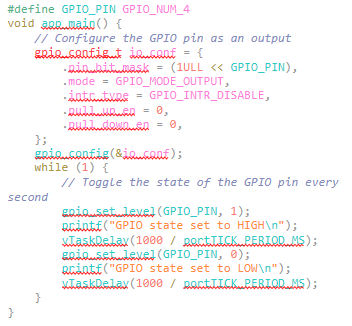 #define GPIO_PIN GPIO_NUM_4
void app_main() {
    // Configure the GPIO pin as an output
    gpio_config_t io_conf = {
        .pin_bit_mask = (1ULL << GPIO_PIN),
        .mode = GPIO_MODE_OUTPUT,
        .intr_type = GPIO_INTR_DISABLE,
        .pull_up_en = 0,
        .pull_down_en = 0,
    };
    gpio_config(&io_conf);
    while (1) {
        // Toggle the state of the GPIO pin every
second
        gpio_set_level(GPIO_PIN, 1);
        printf("GPIO state set to HIGH\n");
        vTaskDelay(1000 / portTICK_PERIOD_MS);
        gpio_set_level(GPIO_PIN, 0);
        printf("GPIO state set to LOW\n");
        vTaskDelay(1000 / portTICK_PERIOD_MS);
    }
}